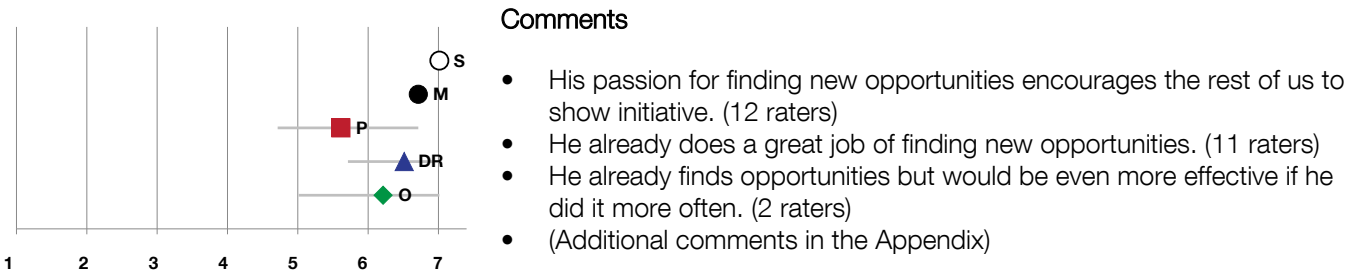 S
M
P
DR
O
1 2 3 4 5 6 7
Comments
• His passion for finding new opportunities encourages the rest of us to
show initiative. (12 raters)
• He already does a great job of finding new opportunities. (11 raters)
• He already finds opportunities but would be even more effective if he
did it more often. (2 raters)
• (Additional comments in the Appendix)